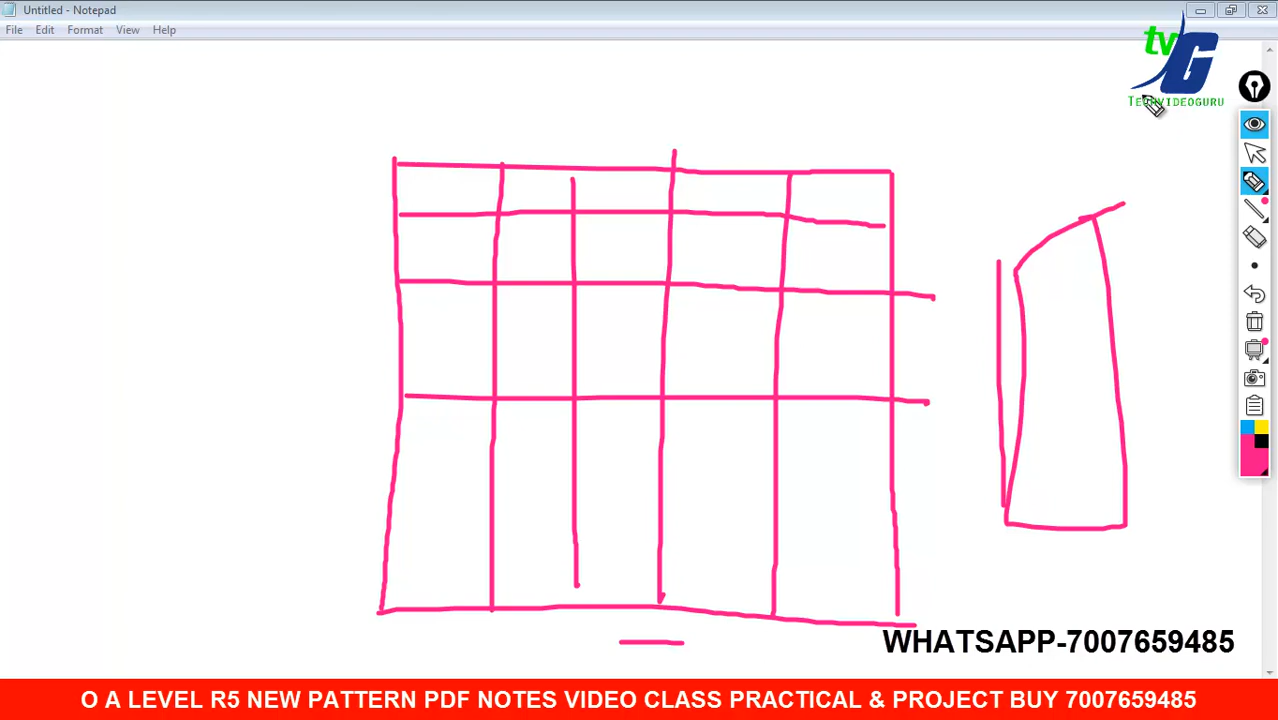 Untitled - Notepad
File Edit Format View Help
tv G
TECHVIDEOGURU
WHATSAPP-7007659485
O A LEVEL R5 NEW PATTERN PDF NOTES VIDEO CLASS PRACTICAL & PROJECT BUY 7007659485